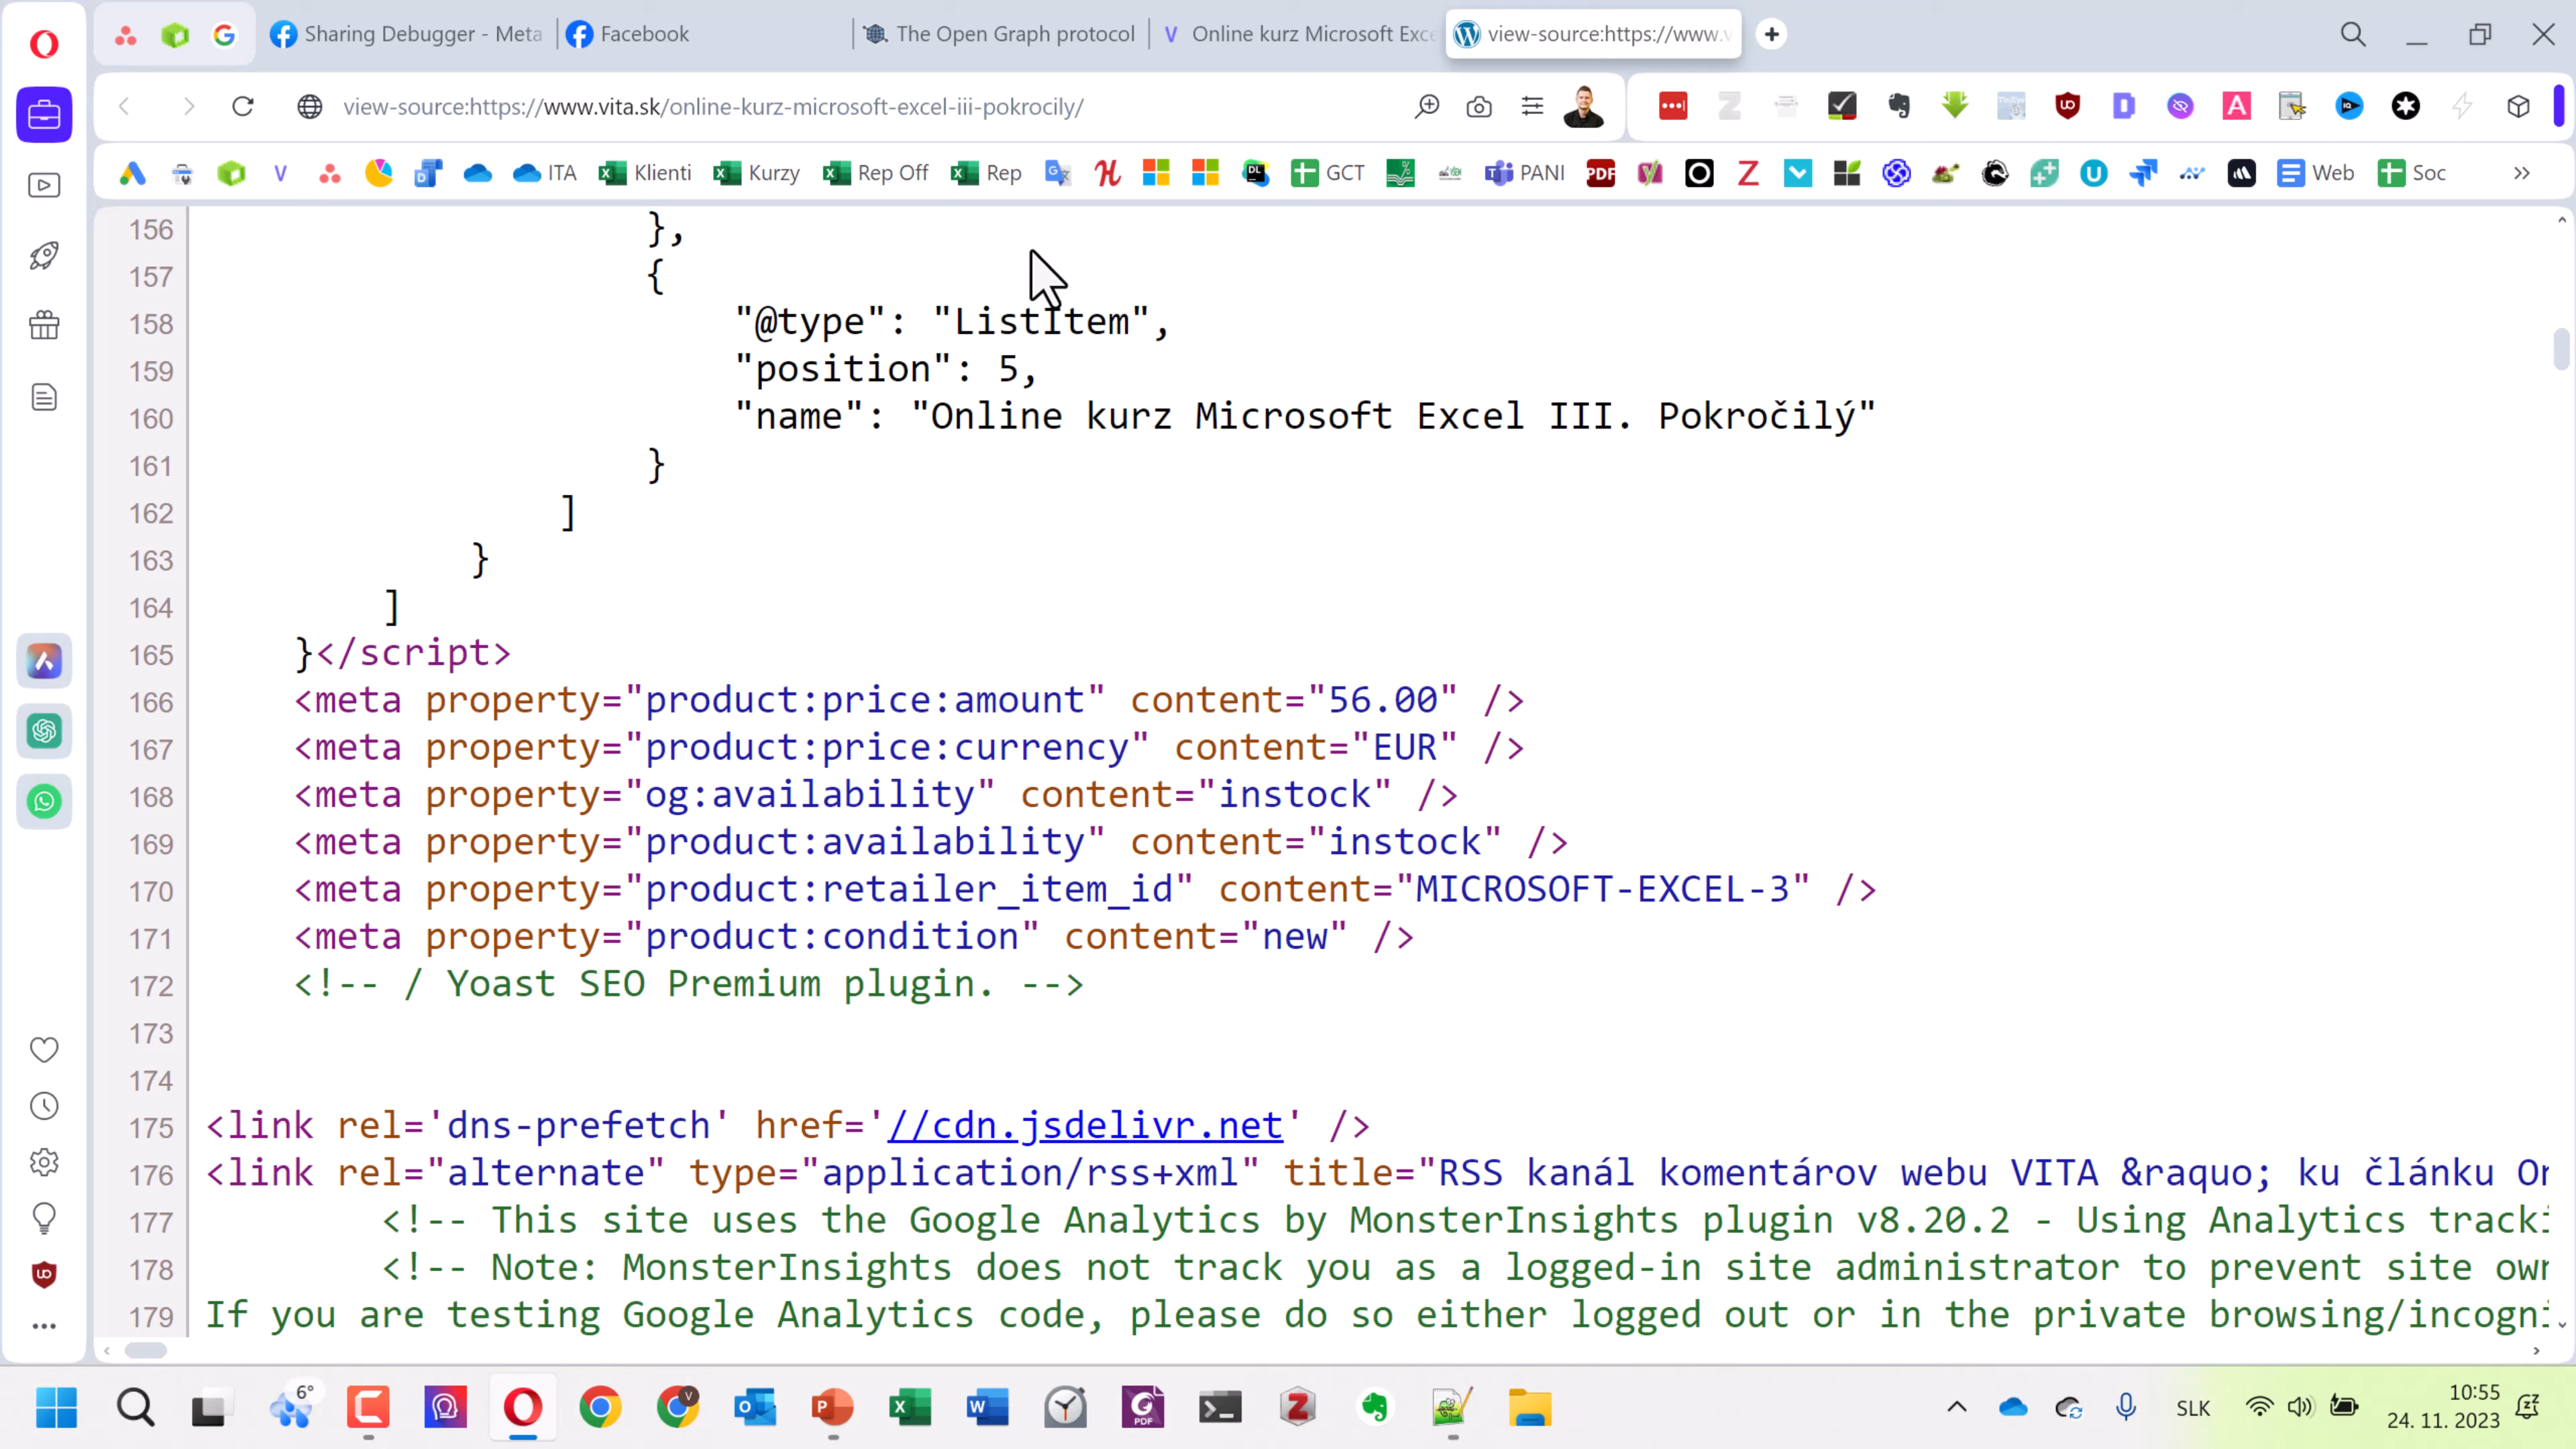 Sharing Debugger - Meta
Facebook
The Open Graph protocol
Online kurz Microsoft Exce
view-source:https://www.v
view-source:https://www.vita.sk/online-kurz-microsoft-excel-iii-pokrocily/
ITA
Klienti
Kurzy
Rep Off
Rep
GCT
PANI
Web
Soc
156 },
157 {
158 "@type": "ListItem",
159 "position": 5,
160 "name": "Online kurz Microsoft Excel III. Pokročilý"
161 }
162 ]
163 }
164 ]
165 }</script>
166 <meta property="product:price:amount" content="56.00" />
167 <meta property="product:price:currency" content="EUR" />
168 <meta property="og:availability" content="instock" />
169 <meta property="product:availability" content="instock" />
170 <meta property="product:retailer_item_id" content="MICROSOFT-EXCEL-3" />
171 <meta property="product:condition" content="new" />
172 <!-- / Yoast SEO Premium plugin. -->
173
174
175 <link rel='dns-prefetch' href='//cdn.jsdelivr.net' />
176 <link rel="alternate" type="application/rss+xml" title="RSS kanál komentárov webu VITA &raquo; ku článku On
177 <!-- This site uses the Google Analytics by MonsterInsights plugin v8.20.2 - Using Analytics tracki
178 <!-- Note: MonsterInsights does not track you as a logged-in site administrator to prevent site own
179 If you are testing Google Analytics code, please do so either logged out or in the private browsing/incogni
6°
SLK
10:55
24. 11. 2023